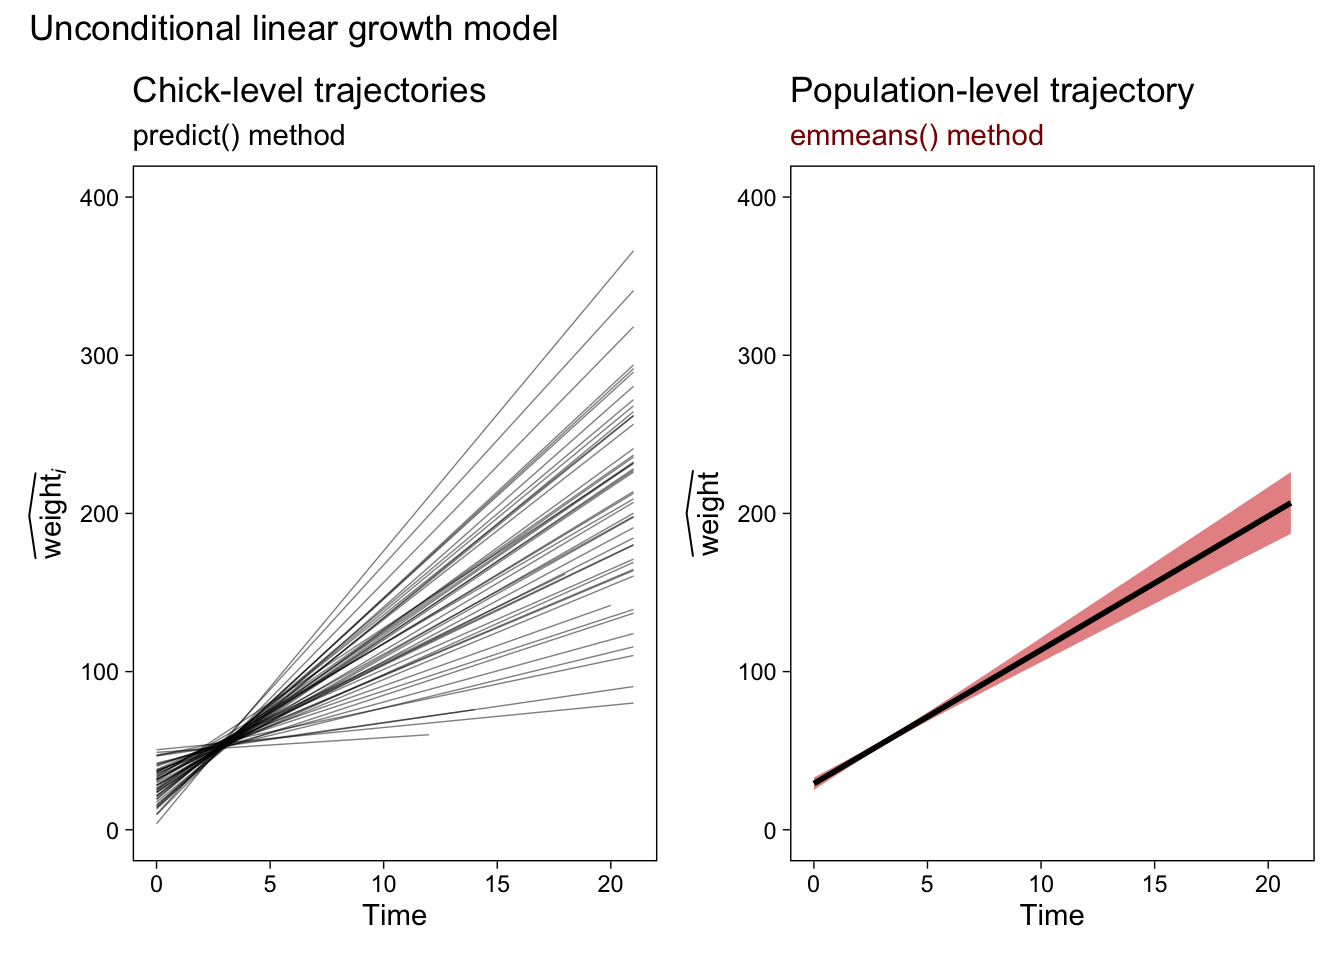 Unconditional linear growth model
Chick-level trajectories
predict() method
400
300
200
100
0
0 5 10 15 20
Time
weightᵢ
Population-level trajectory
emmeans() method
400
300
200
100
0
0 5 10 15 20
Time
weight